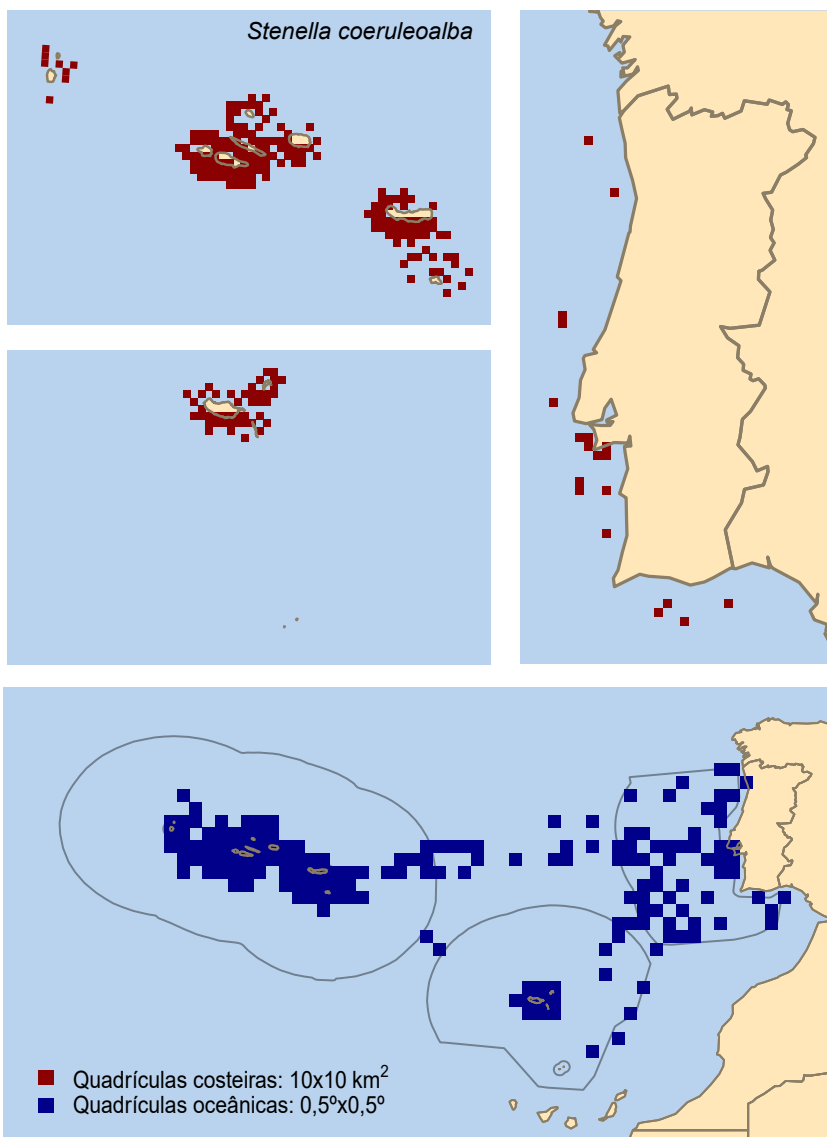 Stenella coeruleoalba
Quadrículas costeiras: 10x10 km²
Quadrículas oceânicas: 0,5ºx0,5º